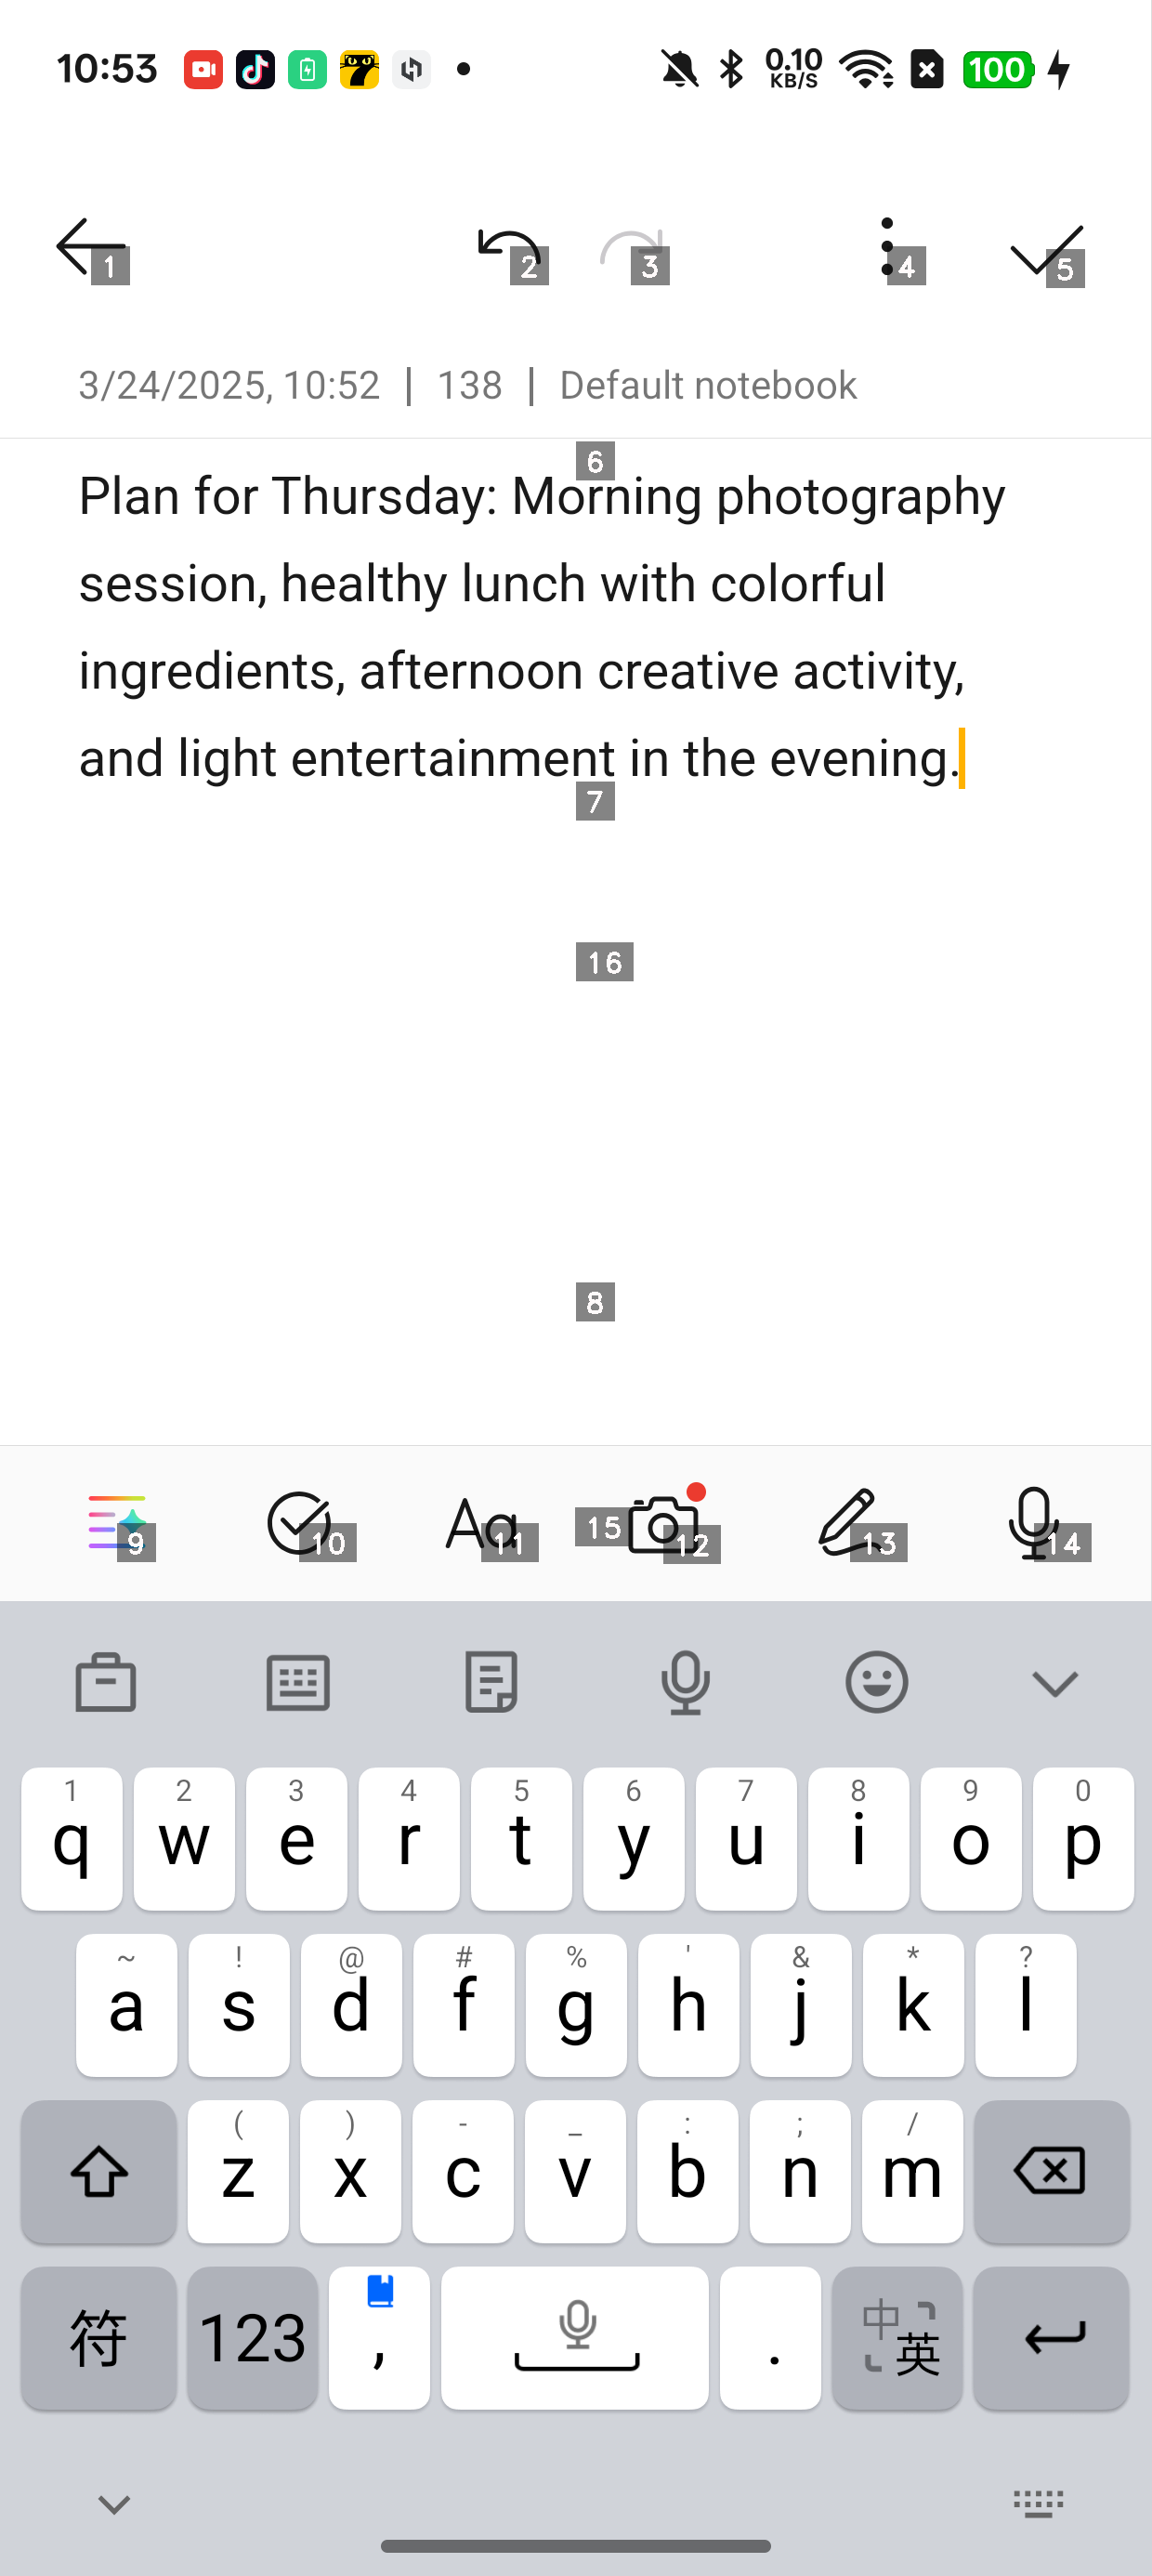 10:53
0.10
KB/S
100
1
2
3
4
5
3/24/2025, 10:52 | 138 | Default notebook
6
Plan for Thursday: Morning photography
session, healthy lunch with colorful
ingredients, afternoon creative activity,
and light entertainment in the evening.
7
16
8
9
10
Aa 11
15
12
13
14
1 2 3 4 5 6 7 8 9 0
q w e r t y u i o p
~ ! @ # % ' & * ?
a s d f g h j k l
( ) - _ : ; /
z x c v b n m
符 123 , . 中
英